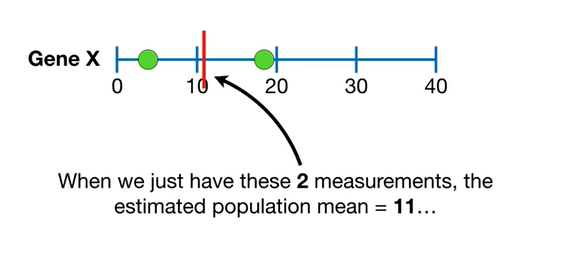 Gene X
0 10 20 30 40
When we just have these 2 measurements, the
estimated population mean = 11…